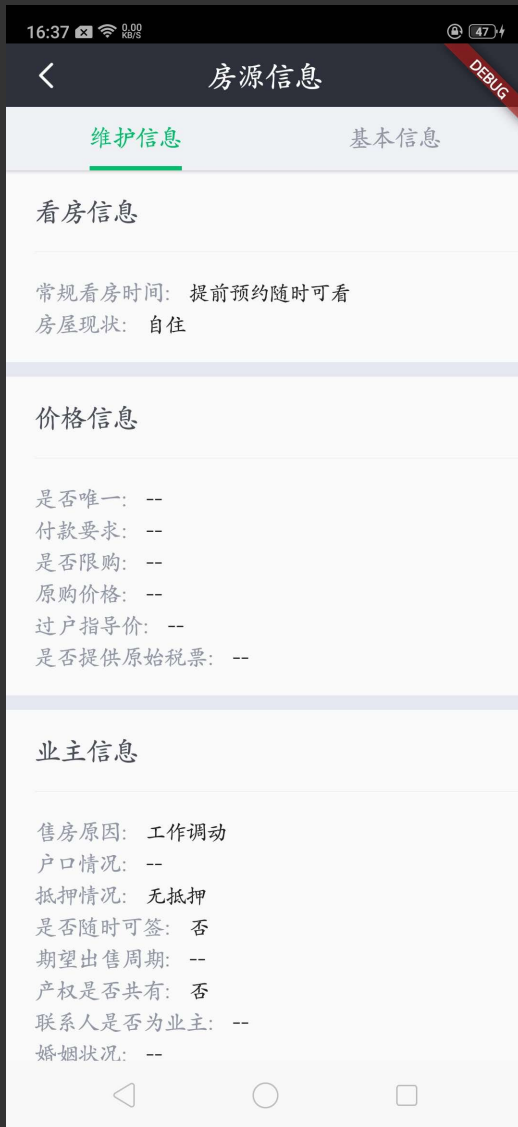 16:37 0.00 KB/S 47
房源信息
DEBUG
维护信息 基本信息
看房信息
常规看房时间: 提前预约随时可看
房屋现状: 自住
价格信息
是否唯一: --
付款要求: --
是否限购: --
原购价格: --
过户指导价: --
是否提供原始税票: --
业主信息
售房原因: 工作调动
户口情况: --
抵押情况: 无抵押
是否随时可签: 否
期望出售周期: --
产权是否共有: 否
联系人是否为业主: --
婚姻状况: --